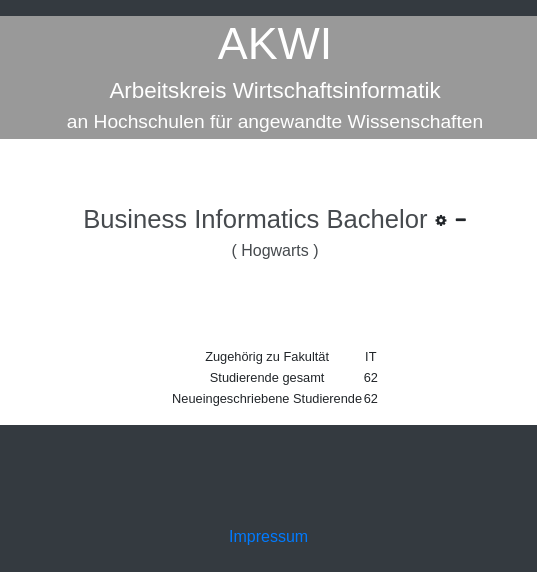 AKWI
Arbeitskreis Wirtschaftsinformatik
an Hochschulen für angewandte Wissenschaften
Business Informatics Bachelor
( Hogwarts )
Zugehörig zu Fakultät IT
Studierende gesamt 62
Neueingeschriebene Studierende 62
Impressum